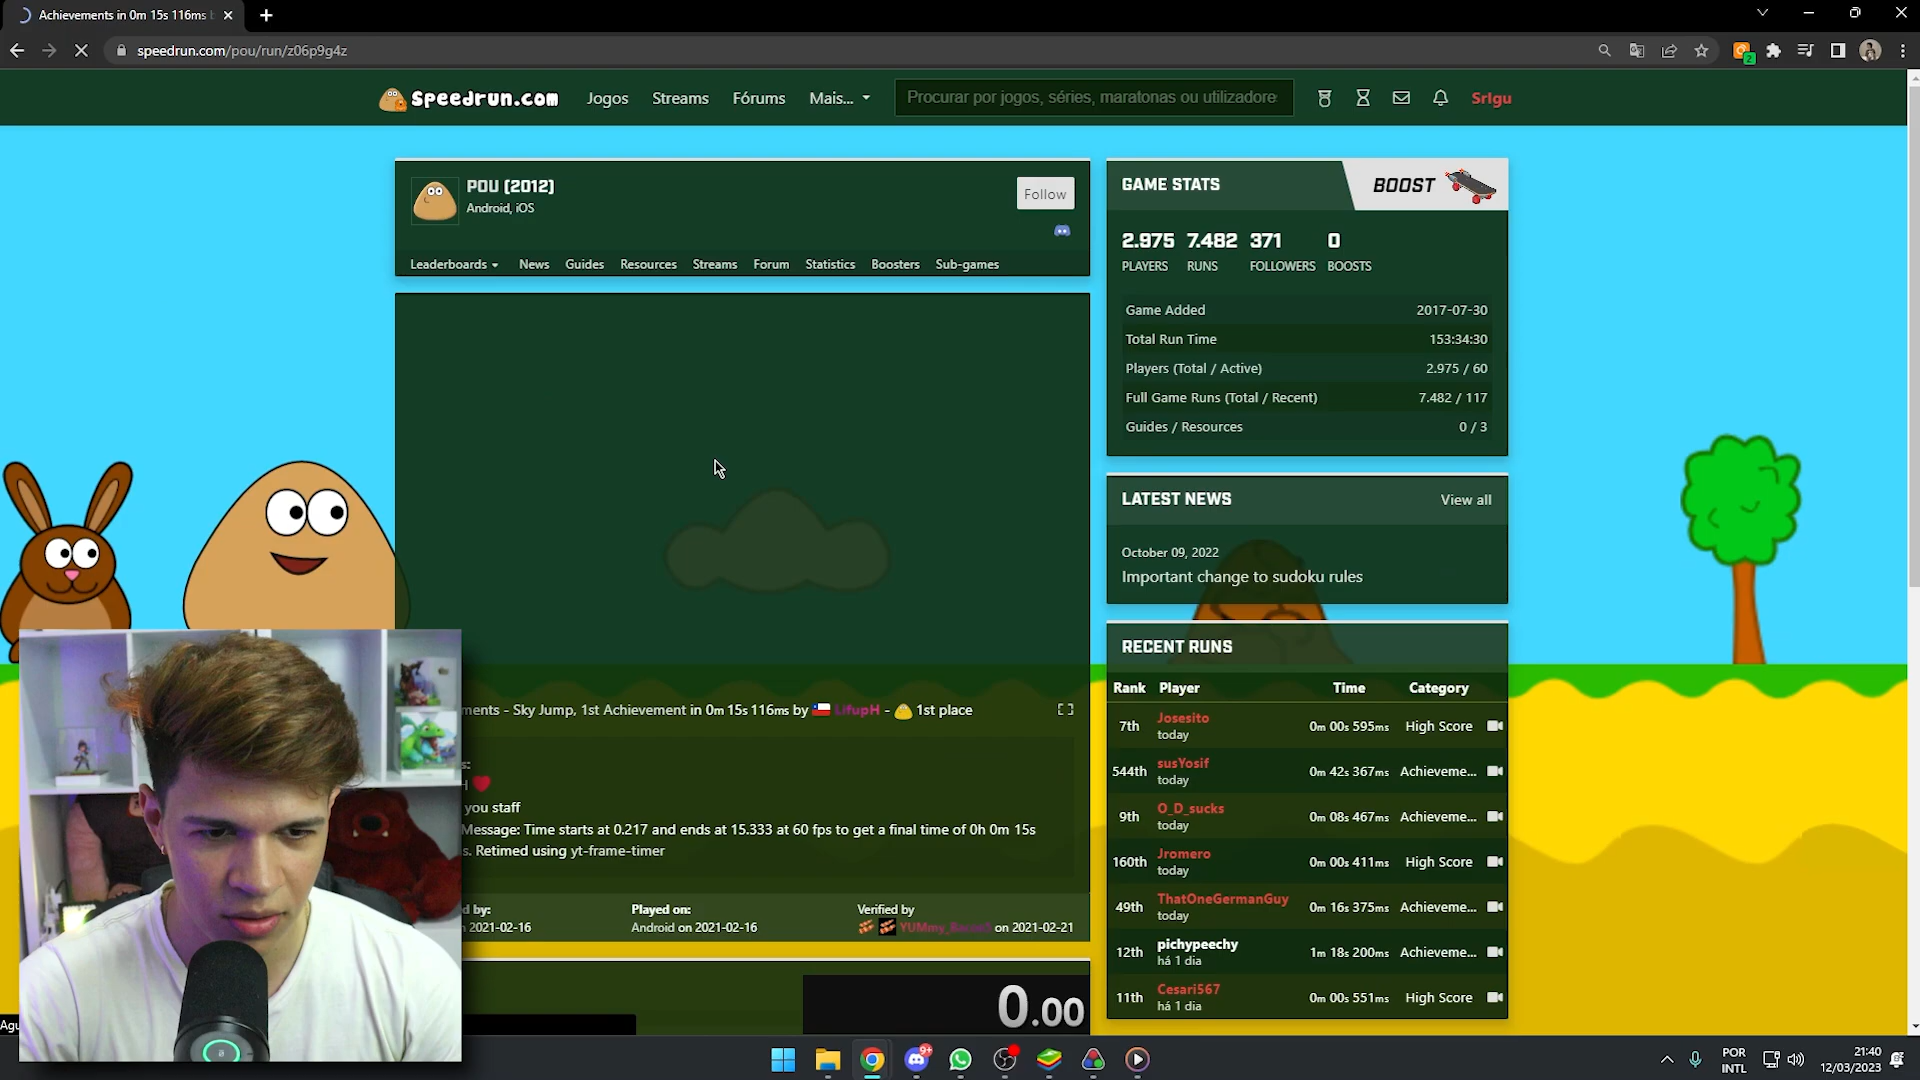 Achievements in 0m 15s 116ms
speedrun.com/pou/run/z06p9g4z
2
Speedrun.com
Jogos
Streams
Fórums
Mais...
Procurar por jogos, séries, maratonas ou utilizadore
SrIgu
POU (2012)
Android, iOS
Follow
Leaderboards
News
Guides
Resources
Streams
Forum
Statistics
Boosters
Sub-games
GAME STATS
BOOST
2.975 7.482 371 0
PLAYERS RUNS FOLLOWERS BOOSTS
Game Added 2017-07-30
Total Run Time 153:34:30
Players (Total / Active) 2.975 / 60
Full Game Runs (Total / Recent) 7.482 / 117
Guides / Resources 0 / 3
LATEST NEWS View all
October 09, 2022
Important change to sudoku rules
RECENT RUNS
Rank Player Time Category
7th Josesito 0m 00s 595ms High Score
today
544th susYosif 0m 42s 367ms Achieveme...
today
9th O_D_sucks 0m 08s 467ms Achieveme...
today
160th Jromero 0m 00s 411ms High Score
today
49th ThatOneGermanGuy 0m 16s 375ms Achieveme...
today
12th pichypeechy 1m 18s 200ms Achieveme...
há 1 dia
11th Cesari567 0m 00s 551ms High Score
há 1 dia
ments - Sky Jump, 1st Achievement in 0m 15s 116ms by LifupH - 1st place
s:
H
you staff
Message: Time starts at 0.217 and ends at 15.333 at 60 fps to get a final time of 0h 0m 15s
s. Retimed using yt-frame-timer
d by:
2021-02-16
Played on:
Android on 2021-02-16
Verified by
on 2021-02-21
0.00
Agu
9+
POR
INTL
21:40
12/03/2023